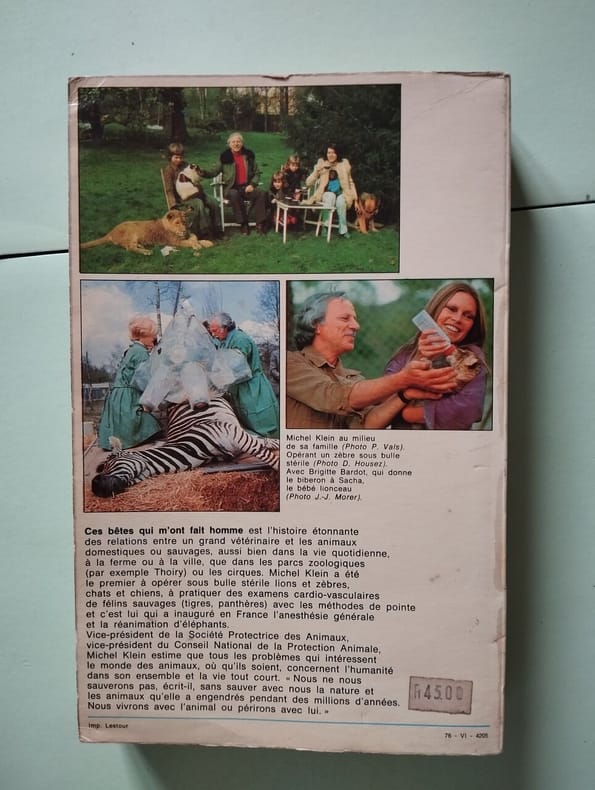 Michel Klein au milieu
de sa famille (Photo P. Vals).
Opérant un zèbre sous bulle
stérile (Photo D. Housez).
Avec Brigitte Bardot, qui donne
le biberon à Sacha,
le bébé lionceau
(Photo J.-J. Morer).
Ces bêtes qui m'ont fait homme est l'histoire étonnante
des relations entre un grand vétérinaire et les animaux
domestiques ou sauvages, aussi bien dans la vie quotidienne,
à la ferme ou à la ville, que dans les parcs zoologiques
(par exemple Thoiry) ou les cirques. Michel Klein a été
le premier à opérer sous bulle stérile lions et zèbres,
chats et chiens, à pratiquer des examens cardio-vasculaires
de félins sauvages (tigres, panthères) avec les méthodes de pointe
et c'est lui qui a inauguré en France l'anesthésie générale
et la réanimation d'éléphants.
Vice-président de la Société Protectrice des Animaux,
vice-président du Conseil National de la Protection Animale,
Michel Klein estime que tous les problèmes qui intéressent
le monde des animaux, où qu'ils soient, concernent l'humanité
dans son ensemble et la vie tout court. « Nous ne nous
sauverons pas, écrit-il, sans sauver avec nous la nature et
les animaux qu'elle a engendrés pendant des millions d'années.
Nous vivrons avec l'animal ou périrons avec lui. »
45.00
Imp. Lestour
76 - VI - 4205